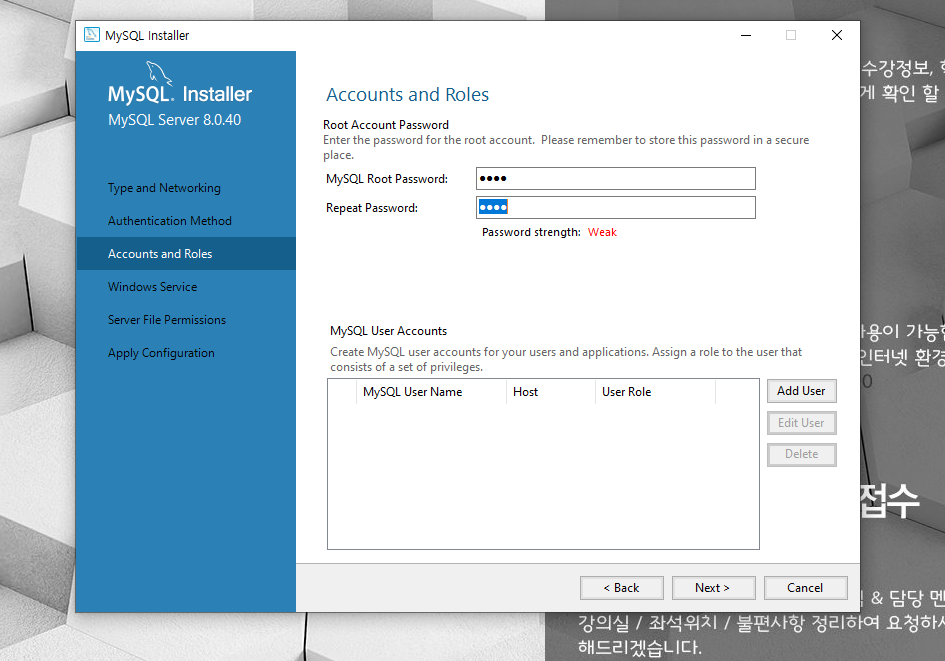 MySQL Installer
MySQL. Installer
MySQL Server 8.0.40
Type and Networking
Authentication Method
Accounts and Roles
Windows Service
Server File Permissions
Apply Configuration
Accounts and Roles
Root Account Password
Enter the password for the root account. Please remember to store this password in a secure
place.
MySQL Root Password:
Repeat Password:
Password strength: Weak
MySQL User Accounts
Create MySQL user accounts for your users and applications. Assign a role to the user that
consists of a set of privileges.
MySQL User Name Host User Role
Add User
Edit User
Delete
< Back Next > Cancel
수강정보,
게 확인 할
용이 가능한
인터넷 환경
0
접수
& 담당 멘
강의실 / 좌석위치 / 불편사항 정리하여 요청하시
해드리겠습니다.